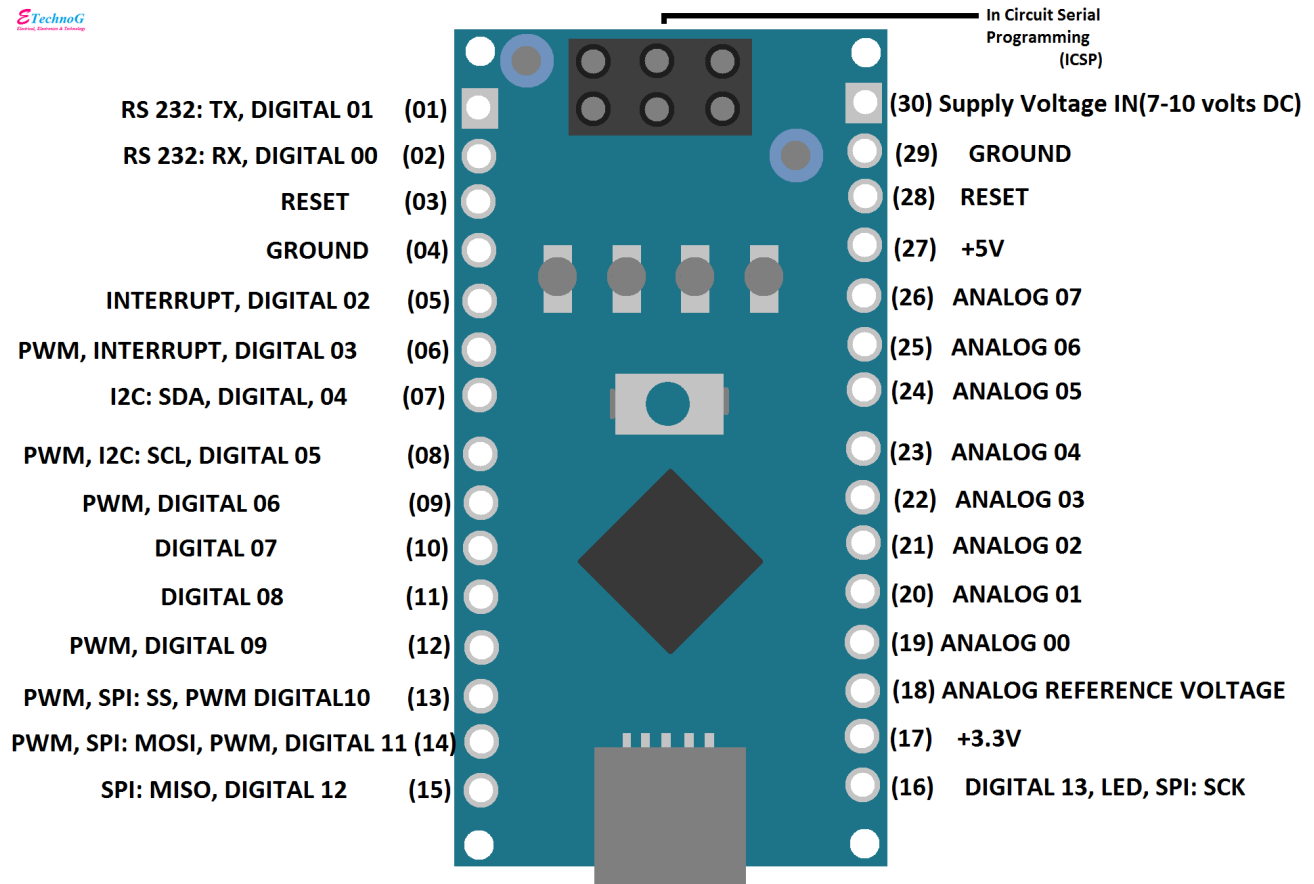 ETechnoG
Electrical, Electronics & Technology
In Circuit Serial
Programming
(ICSP)
RS 232: TX, DIGITAL 01 (01)
RS 232: RX, DIGITAL 00 (02)
RESET (03)
GROUND (04)
INTERRUPT, DIGITAL 02 (05)
PWM, INTERRUPT, DIGITAL 03 (06)
I2C: SDA, DIGITAL, 04 (07)
PWM, I2C: SCL, DIGITAL 05 (08)
PWM, DIGITAL 06 (09)
DIGITAL 07 (10)
DIGITAL 08 (11)
PWM, DIGITAL 09 (12)
PWM, SPI: SS, PWM DIGITAL10 (13)
PWM, SPI: MOSI, PWM, DIGITAL 11 (14)
SPI: MISO, DIGITAL 12 (15)
(30) Supply Voltage IN(7-10 volts DC)
(29) GROUND
(28) RESET
(27) +5V
(26) ANALOG 07
(25) ANALOG 06
(24) ANALOG 05
(23) ANALOG 04
(22) ANALOG 03
(21) ANALOG 02
(20) ANALOG 01
(19) ANALOG 00
(18) ANALOG REFERENCE VOLTAGE
(17) +3.3V
(16) DIGITAL 13, LED, SPI: SCK